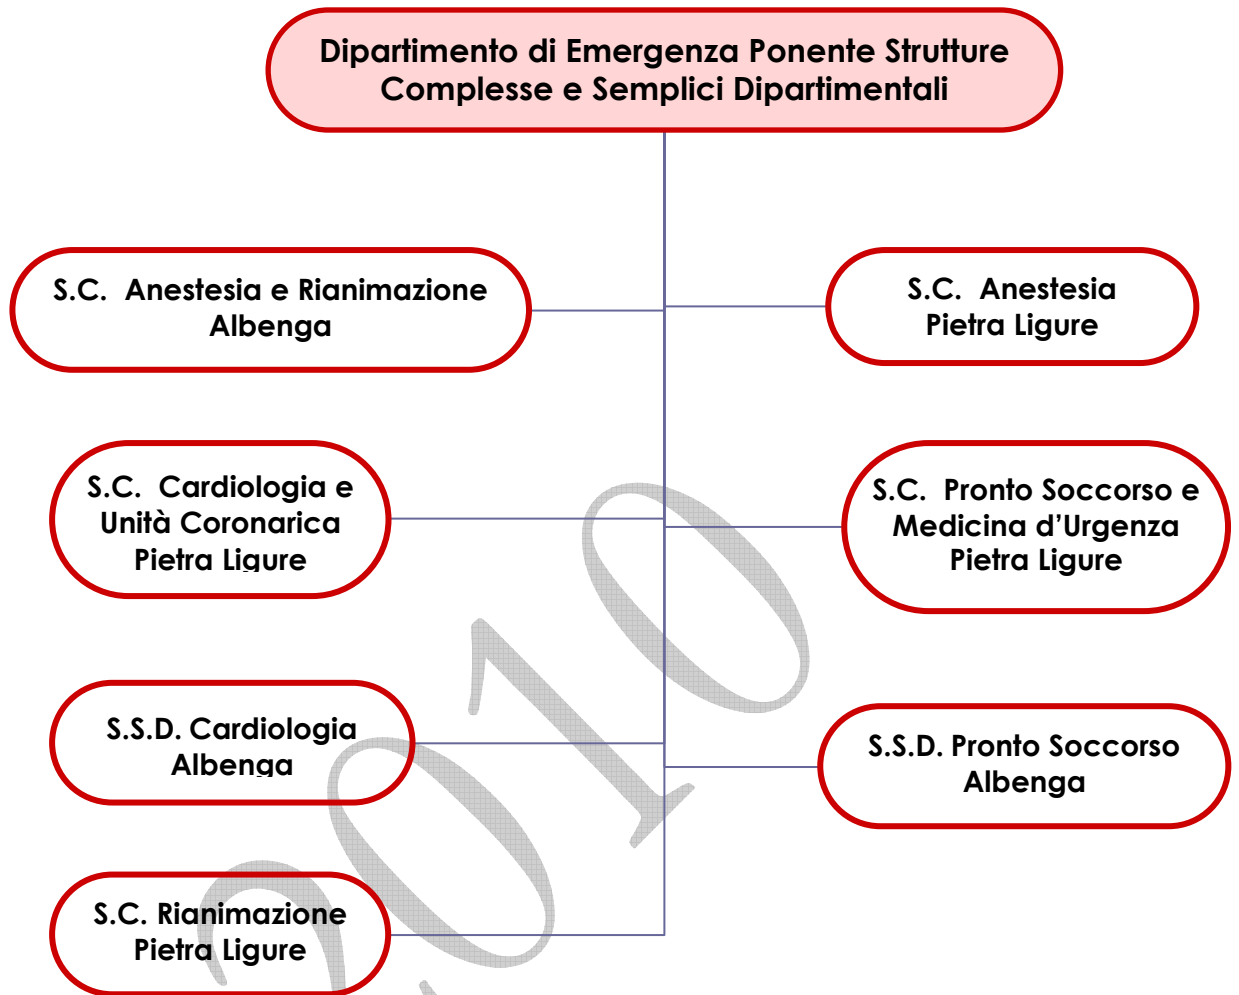 Dipartimento di Emergenza Ponente Strutture
Complesse e Semplici Dipartimentali
S.C. Anestesia e Rianimazione
Albenga
S.C. Anestesia
Pietra Ligure
S.C. Cardiologia e
Unità Coronarica
Pietra Ligure
S.C. Pronto Soccorso e
Medicina d’Urgenza
Pietra Ligure
S.S.D. Cardiologia
Albenga
S.S.D. Pronto Soccorso
Albenga
S.C. Rianimazione
Pietra Ligure
2010